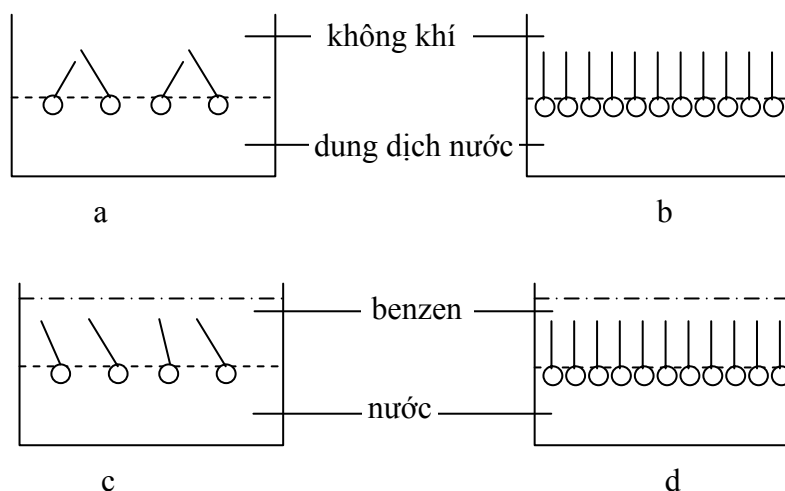 không khí
dung dịch nước
a
b
benzen
nước
c
d